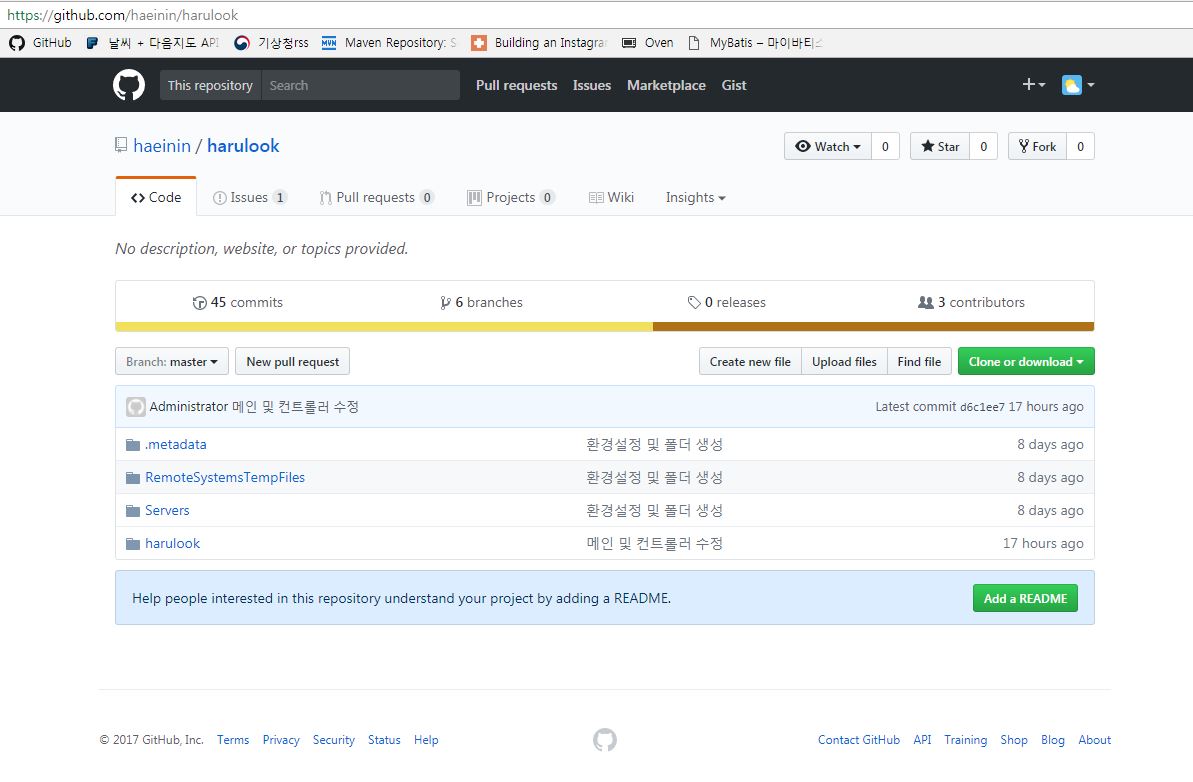 https://github.com/haeinin/harulook
GitHub 날씨 + 다음지도 API 기상청rss Maven Repository: S Building an Instagra Oven MyBatis – 마이바티스
This repository Search Pull requests Issues Marketplace Gist
haeinin / harulook Watch 0 Star 0 Fork 0
Code Issues 1 Pull requests 0 Projects 0 Wiki Insights
No description, website, or topics provided.
45 commits 6 branches 0 releases 3 contributors
Branch: master New pull request Create new file Upload files Find file Clone or download
Administrator 메인 및 컨트롤러 수정 Latest commit d6c1ee7 17 hours ago
.metadata 환경설정 및 폴더 생성 8 days ago
RemoteSystemsTempFiles 환경설정 및 폴더 생성 8 days ago
Servers 환경설정 및 폴더 생성 8 days ago
harulook 메인 및 컨트롤러 수정 17 hours ago
Help people interested in this repository understand your project by adding a README. Add a README
© 2017 GitHub, Inc. Terms Privacy Security Status Help Contact GitHub API Training Shop Blog About